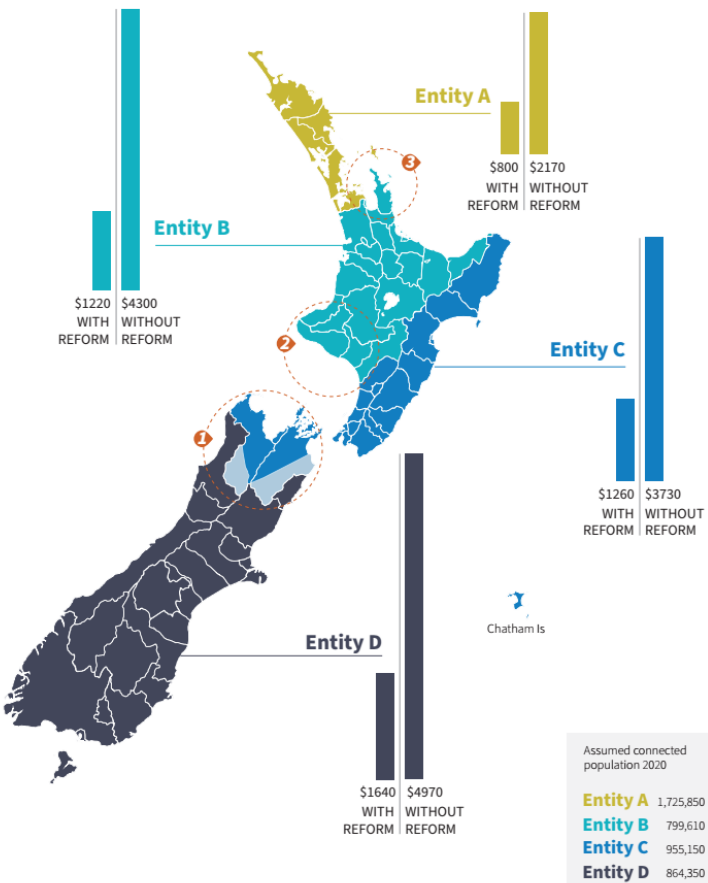 Entity A
$800
WITH
REFORM
$2170
WITHOUT
REFORM
3
Entity B
$1220
WITH
REFORM
$4300
WITHOUT
REFORM
2
Entity C
$1260
WITH
REFORM
$3730
WITHOUT
REFORM
1
Chatham Is
Entity D
$1640
WITH
REFORM
$4970
WITHOUT
REFORM
Assumed connected
population 2020
Entity A 1,725,850
Entity B 799,610
Entity C 955,150
Entity D 864,350